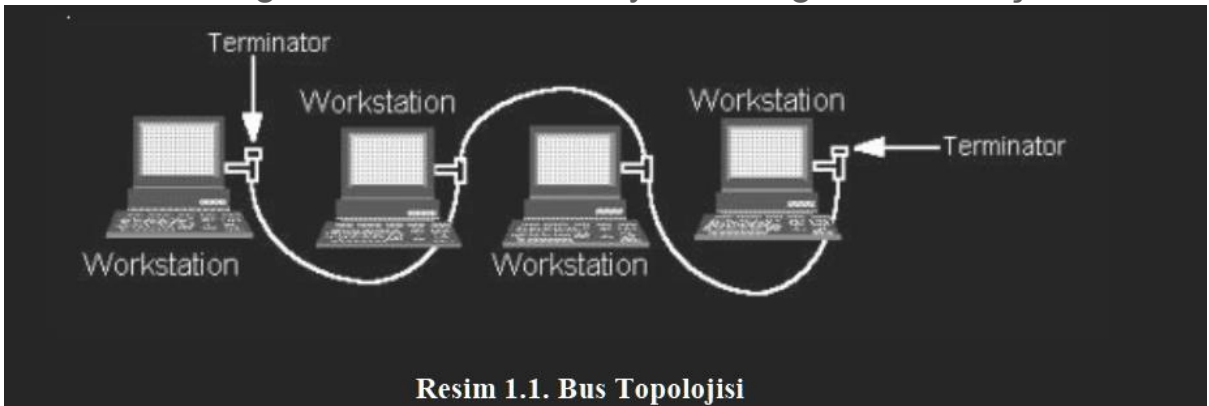 Terminator
Workstation
Workstation
Terminator
Workstation
Workstation
Resim 1.1. Bus Topolojisi